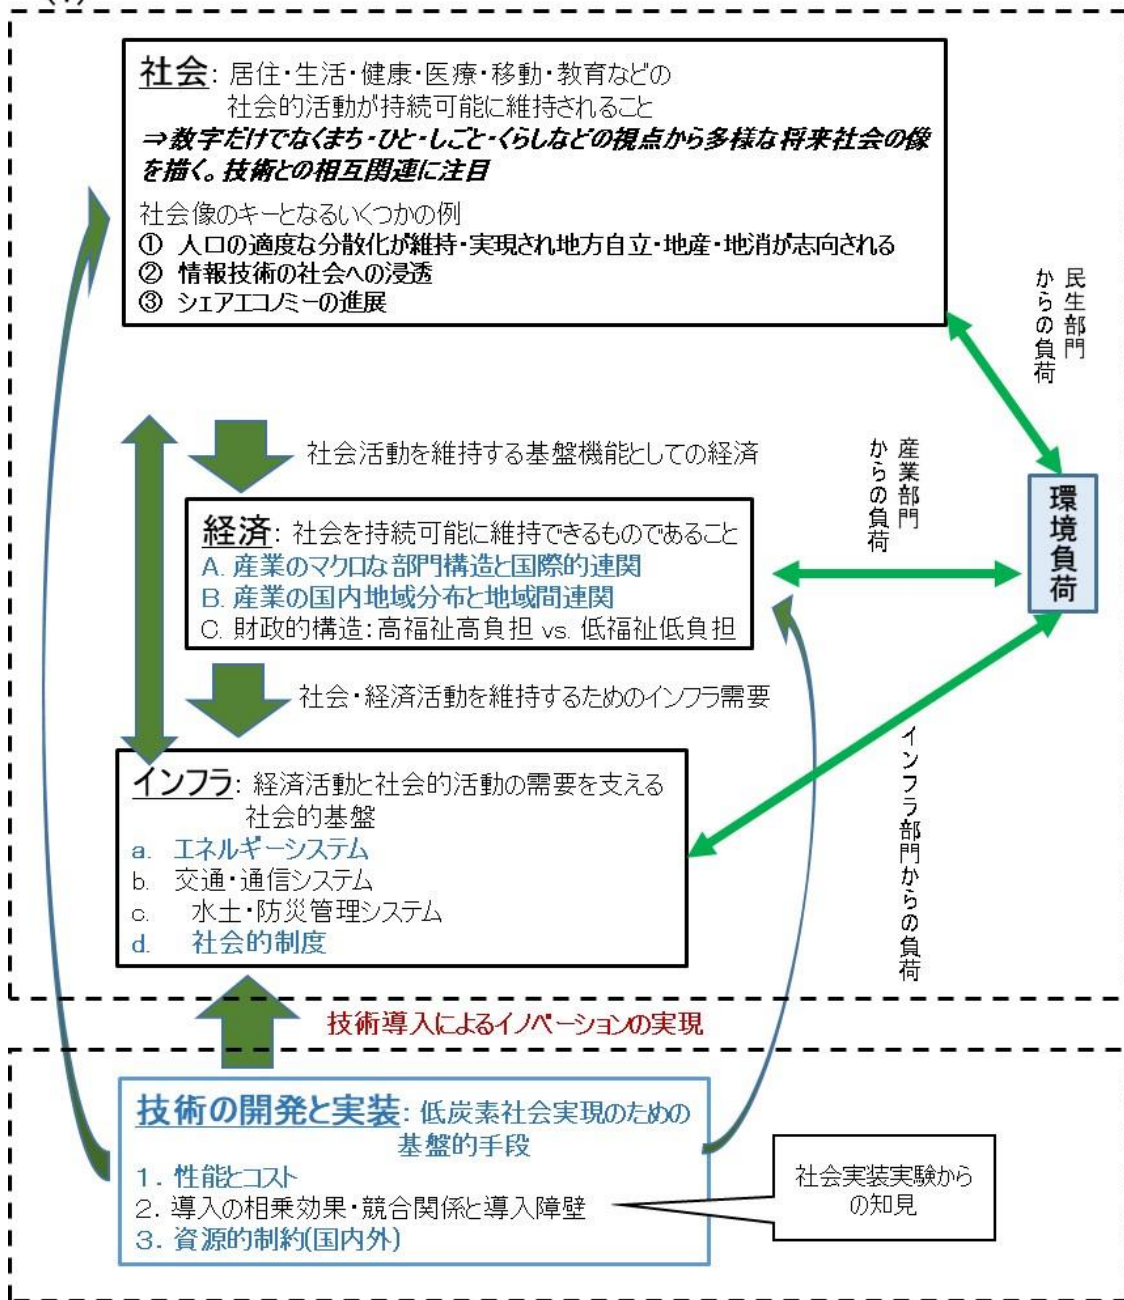 社会: 居住・生活・健康・医療・移動・教育などの
社会的活動が持続可能に維持されること
⇒数字だけでなくまち・ひと・しごと・くらしなどの視点から多様な将来社会の像
を描く。技術との相互関連に注目
社会像のキーとなるいくつかの例
① 人口の適度な分散化が維持・実現され地方自立・地産・地消が志向される
② 情報技術の社会への浸透
③ シェアエコノミーの進展
民生部門
からの負荷
社会活動を維持する基盤機能としての経済
産業部門
からの負荷
環境負荷
経済: 社会を持続可能に維持できるものであること
A. 産業のマクロな部門構造と国際的連関
B. 産業の国内地域分布と地域間連関
C. 財政的構造:高福祉高負担 vs. 低福祉低負担
社会・経済活動を維持するためのインフラ需要
インフラ部門からの負荷
インフラ: 経済活動と社会的活動の需要を支える
社会的基盤
a. エネルギーシステム
b. 交通・通信システム
c. 水土・防災管理システム
d. 社会的制度
技術導入によるイノベーションの実現
技術の開発と実装: 低炭素社会実現のための
基盤的手段
1. 性能とコスト
2. 導入の相乗効果・競合関係と導入障壁
3. 資源的制約(国内外)
社会実装実験から
の知見